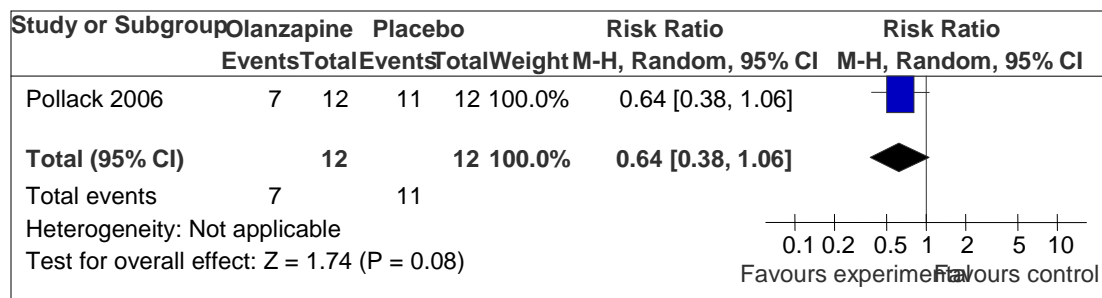 Study or Subgroup Olanzapine Placebo Risk Ratio Risk Ratio
Events Total Events Total Weight M-H, Random, 95% CI M-H, Random, 95% CI
Pollack 2006 7 12 11 12 100.0% 0.64 [0.38, 1.06]
Total (95% CI) 12 12 100.0% 0.64 [0.38, 1.06]
Total events 7 11
Heterogeneity: Not applicable
Test for overall effect: Z = 1.74 (P = 0.08)
0.1 0.2 0.5 1 2 5 10
Favours experimental Favours control